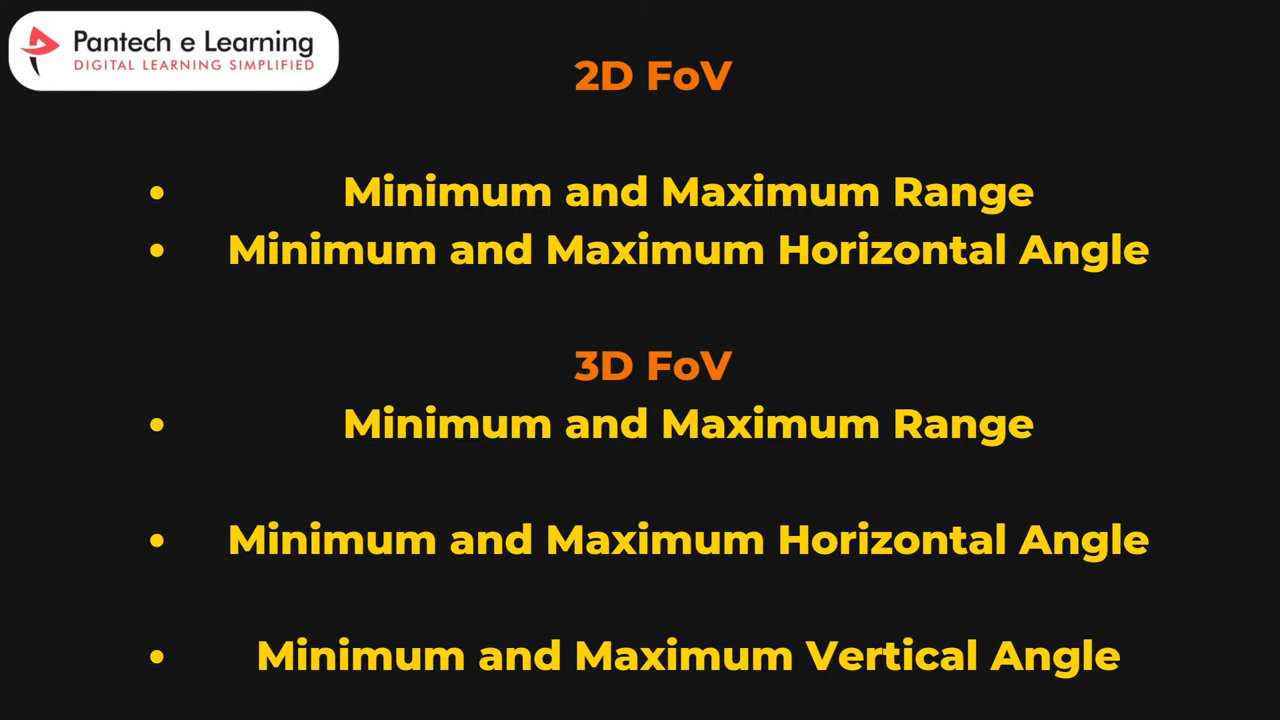 Pantech e Learning
DIGITAL LEARNING SIMPLIFIED
2D FoV
• Minimum and Maximum Range
• Minimum and Maximum Horizontal Angle
3D FoV
• Minimum and Maximum Range
• Minimum and Maximum Horizontal Angle
• Minimum and Maximum Vertical Angle